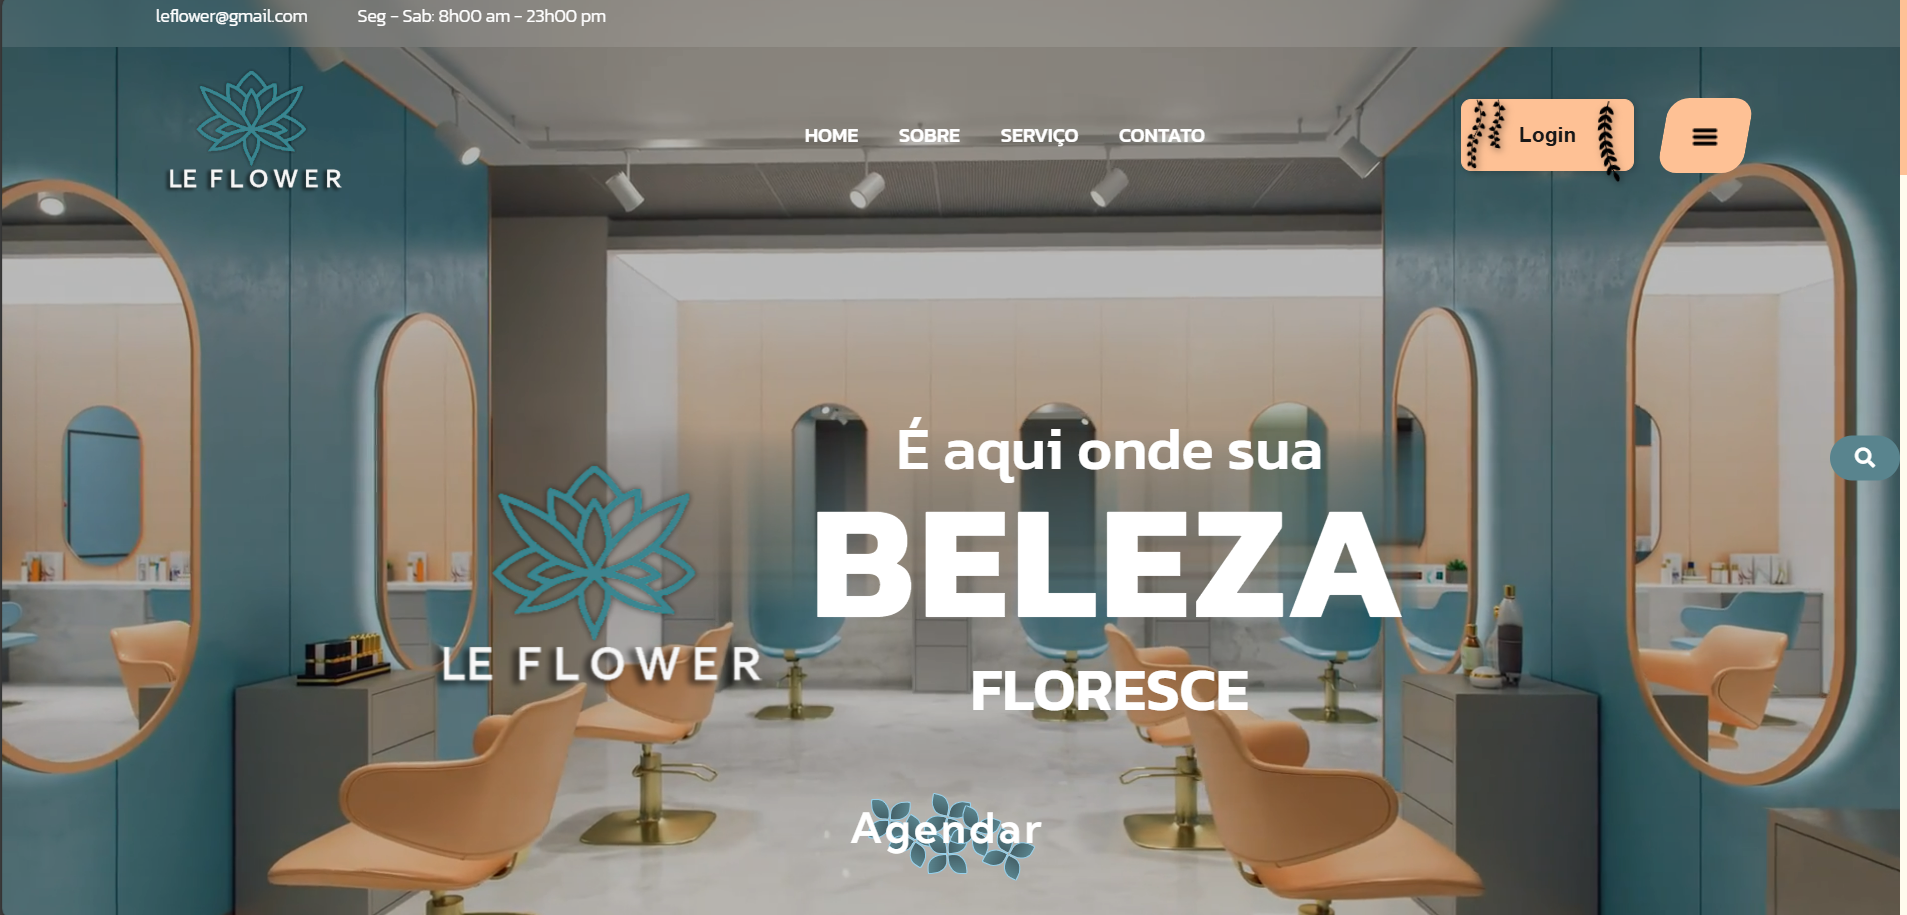 leflower@gmail.com
Seg – Sab: 8h00 am - 23h00 pm
LE FLOWER
HOME
SOBRE
SERVIÇO
CONTATO
Login
É aqui onde sua
BELEZA
FLORESCE
LE FLOWER
Agendar